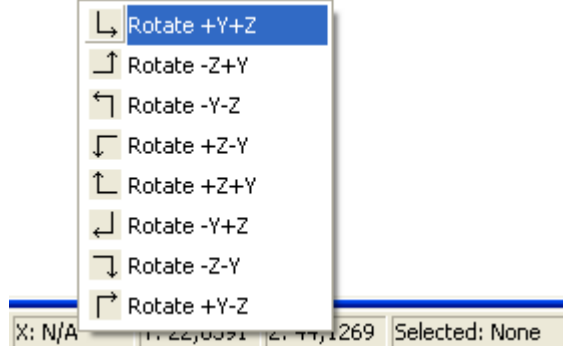 Rotate +Y+Z
Rotate -Z+Y
Rotate -Y-Z
Rotate +Z-Y
Rotate +Z+Y
Rotate -Y+Z
Rotate -Z-Y
Rotate +Y-Z
X: N/A Selected: None